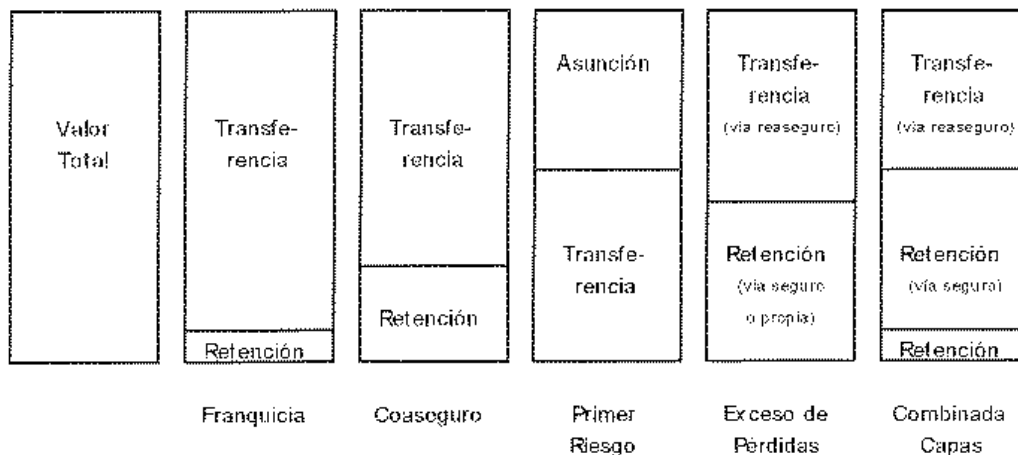 Valor
Total
Transfe-
rencia
Retención
Franquicia
Transfe-
rencia
Retención
Coaseguro
Asunción
Transfe-
rencia
Primer
Riesgo
Transfe-
rencia
(vía reaseguro)
Retención
(vía seguro
o propia)
Exceso de
Pérdidas
Transfe-
rencia
(vía reaseguro)
Retención
(vía seguro)
Retención
Combinada
Capas